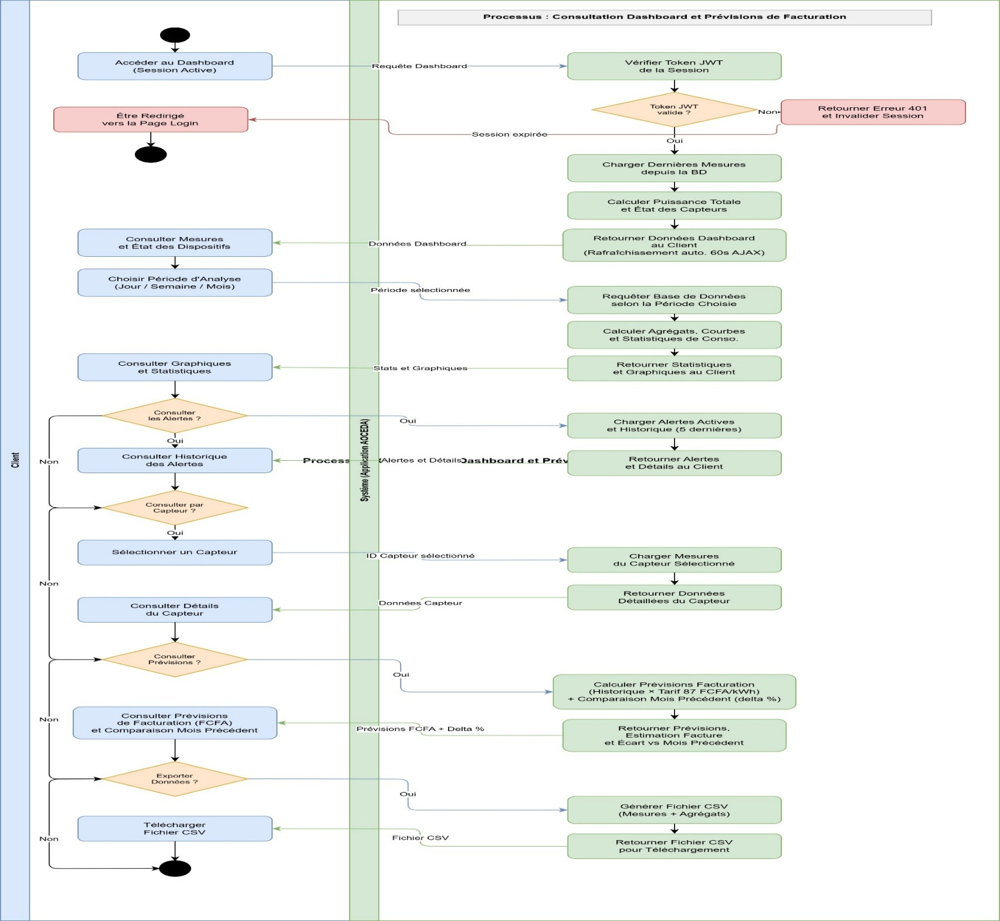 Processus : Consultation Dashboard et Prévisions de Facturation
Accéder au Dashboard
(Session Active)
Requête Dashboard
Vérifier Token JWT
de la Session
Token JWT
valide ?
Non
Retourner Erreur 401
et Invalider Session
Être Redirigé
vers la Page Login
Session expirée
Oui
Charger Dernières Mesures
depuis la BD
Calculer Puissance Totale
et État des Capteurs
Consulter Mesures
et État des Dispositifs
Données Dashboard
Retourner Données Dashboard
au Client
(Rafraîchissement auto. 60s AJAX)
Choisir Période d'Analyse
(Jour / Semaine / Mois)
Période sélectionnée
Requêter Base de Données
selon la Période Choisie
Calculer Agrégats, Courbes
et Statistiques de Conso.
Consulter Graphiques
et Statistiques
Stats et Graphiques
Retourner Statistiques
et Graphiques au Client
Consulter
les Alertes ?
Oui
Charger Alertes Actives
et Historique (5 dernières)
Oui
Non
Client
Système (Application AOCEDA)
Consulter Historique
des Alertes
Process
Alertes et Détails
Dashboard et Prév
Retourner Alertes
et Détails au Client
Consulter par
Capteur ?
Oui
Sélectionner un Capteur
ID Capteur sélectionné
Charger Mesures
du Capteur Sélectionné
Non
Consulter Détails
du Capteur
Données Capteur
Retourner Données
Détaillées du Capteur
Consulter
Prévisions ?
Oui
Calculer Prévisions Facturation
(Historique × Tarif 87 FCFA/kWh)
+ Comparaison Mois Précédent (delta %)
Non
Consulter Prévisions
de Facturation (FCFA)
et Comparaison Mois Précédent
Prévisions FCFA + Delta %
Retourner Prévisions,
Estimation Facture
et Écart vs Mois Précédent
Exporter
Données ?
Oui
Générer Fichier CSV
(Mesures + Agrégats)
Télécharger
Fichier CSV
Non
Fichier CSV
Retourner Fichier CSV
pour Téléchargement